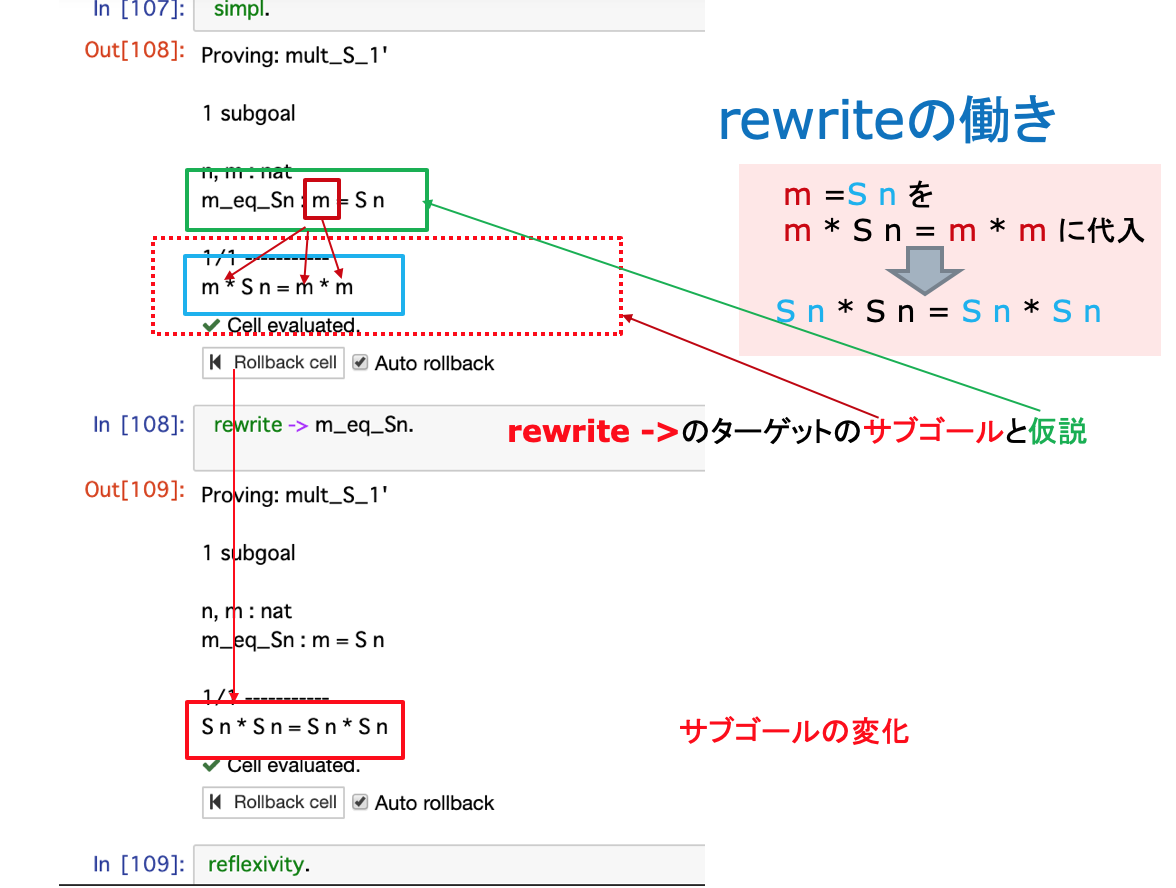 In [107]: simpl.
Out[108]: Proving: mult_S_1'
1 subgoal
rewriteの働き
n, m : nat
m_eq_Sn : m = S n
m =S n を
m * S n = m * m に代入
1/1 -----------
m * S n = m * m
S n * S n = S n * S n
Cell evaluated.
Rollback cell Auto rollback
In [108]: rewrite -> m_eq_Sn.
rewrite ->のターゲットのサブゴールと仮説
Out[109]: Proving: mult_S_1'
1 subgoal
n, m : nat
m_eq_Sn : m = S n
1/1 -----------
S n * S n = S n * S n
サブゴールの変化
Cell evaluated.
Rollback cell Auto rollback
In [109]: reflexivity.